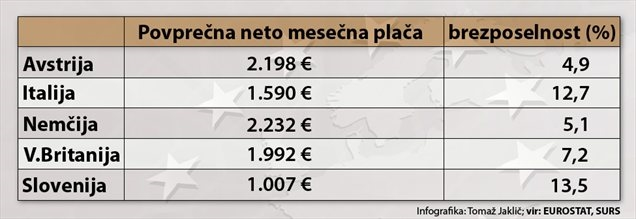 Povprečna neto mesečna plača brezposelnost (%)
Avstrija 2.198 € 4,9
Italija 1.590 € 12,7
Nemčija 2.232 € 5,1
V.Britanija 1.992 € 7,2
Slovenija 1.007 € 13,5
Infografika: Tomaž Jaklič; vir: EUROSTAT, SURS